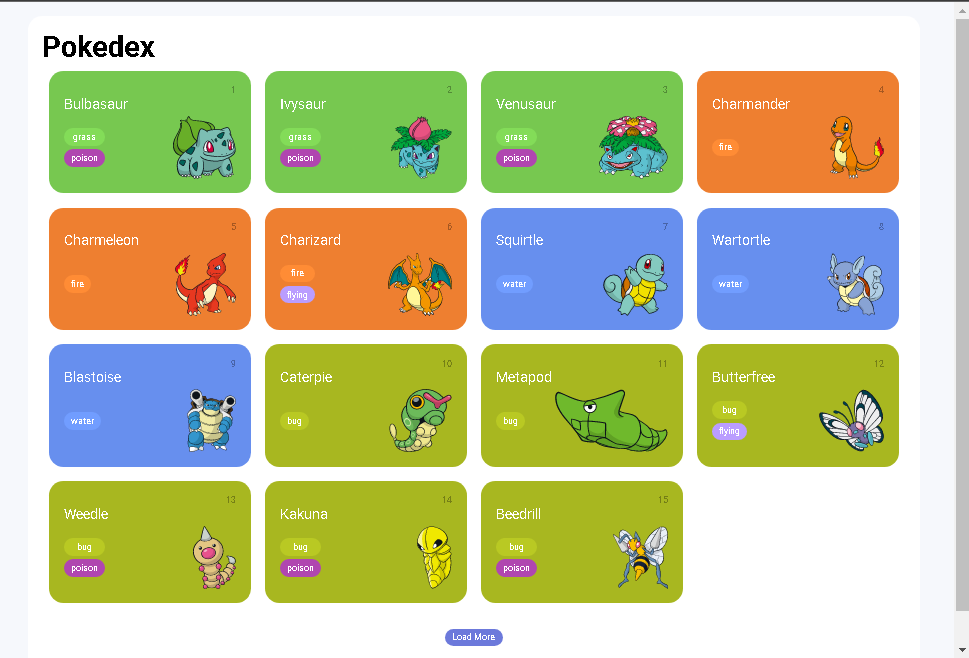 Pokedex
1
Bulbasaur
grass
poison
2
Ivysaur
grass
poison
3
Venusaur
grass
poison
4
Charmander
fire
5
Charmeleon
fire
6
Charizard
fire
flying
7
Squirtle
water
8
Wartortle
water
9
Blastoise
water
10
Caterpie
bug
11
Metapod
bug
12
Butterfree
bug
flying
13
Weedle
bug
poison
14
Kakuna
bug
poison
15
Beedrill
bug
poison
Load More